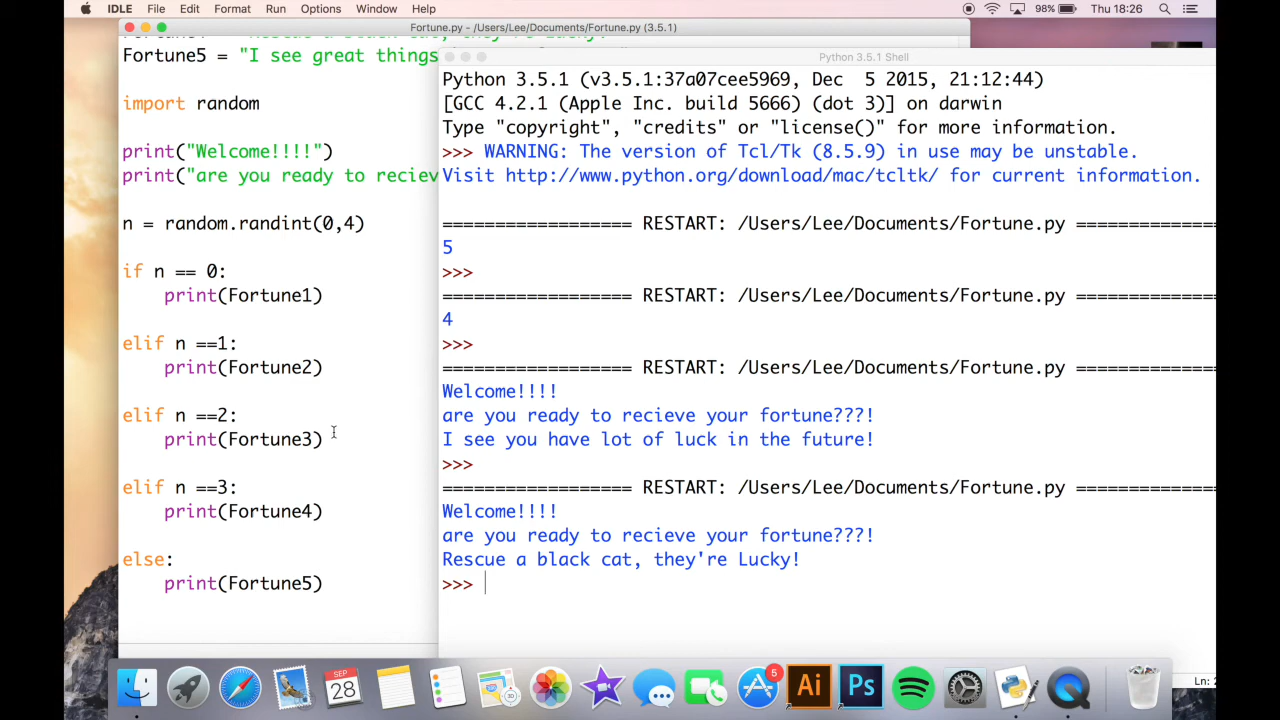 IDLE File Edit Format Run Options Window Help 98% Thu 18:26
Fortune.py - /Users/Lee/Documents/Fortune.py (3.5.1)
Fortune5 = "I see great things
import random
print("Welcome!!!!")
print("are you ready to reciev
n = random.randint(0,4)
if n == 0:
print(Fortune1)
elif n ==1:
print(Fortune2)
elif n ==2:
print(Fortune3)
elif n ==3:
print(Fortune4)
else:
print(Fortune5)
Python 3.5.1 Shell
Python 3.5.1 (v3.5.1:37a07cee5969, Dec 5 2015, 21:12:44)
[GCC 4.2.1 (Apple Inc. build 5666) (dot 3)] on darwin
Type "copyright", "credits" or "license()" for more information.
>>> WARNING: The version of Tcl/Tk (8.5.9) in use may be unstable.
Visit http://www.python.org/download/mac/tcltk/ for current information.
================== RESTART: /Users/Lee/Documents/Fortune.py ==============
5
>>>
================== RESTART: /Users/Lee/Documents/Fortune.py ==============
4
>>>
================== RESTART: /Users/Lee/Documents/Fortune.py ==============
Welcome!!!!
are you ready to recieve your fortune???!
I see you have lot of luck in the future!
>>>
================== RESTART: /Users/Lee/Documents/Fortune.py ==============
Welcome!!!!
are you ready to recieve your fortune???!
Rescue a black cat, they're Lucky!
>>>
SEP
28
30
5
Ai
Ps
Ln: 2